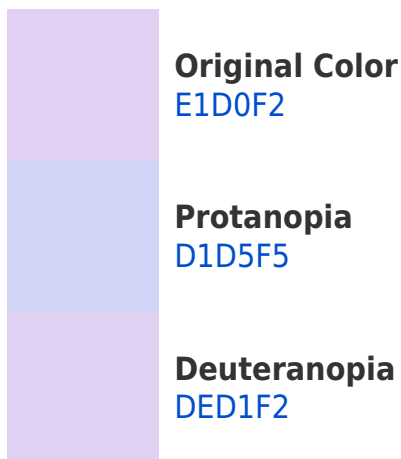 Original Color
E1D0F2
Protanopia
D1D5F5
Deuteranopia
DED1F2